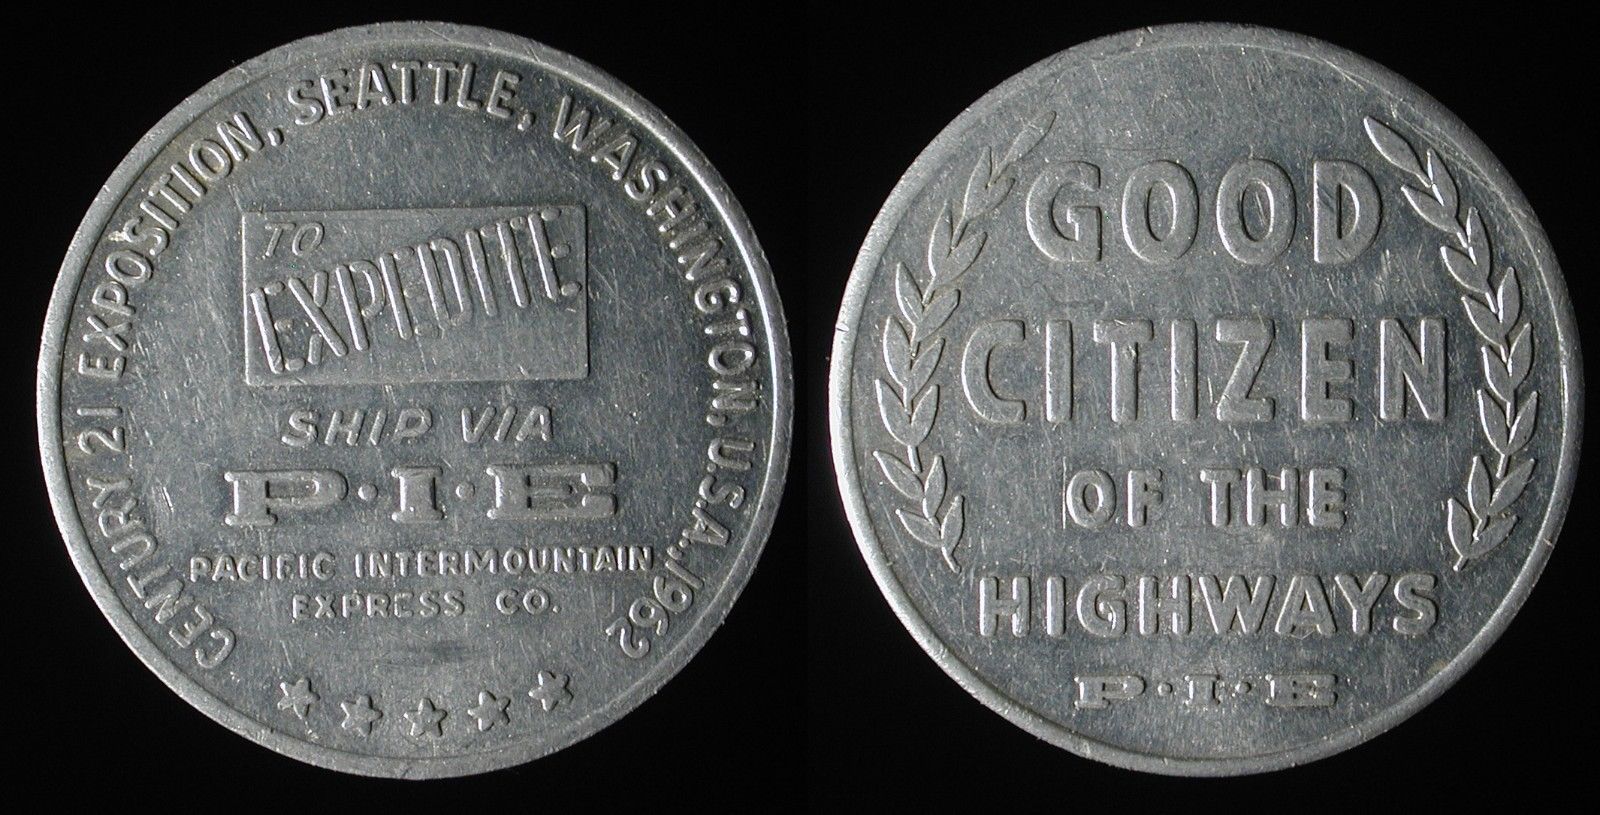 CENTURY 21 EXPOSITION, SEATTLE, WASHINGTON, U.S.A., 1962
TO
EXPEDITE
SHIP VIA
P·I·E
PACIFIC INTERMOUNTAIN
EXPRESS CO.
GOOD
CITIZEN
OF THE
HIGHWAYS
P·I·E